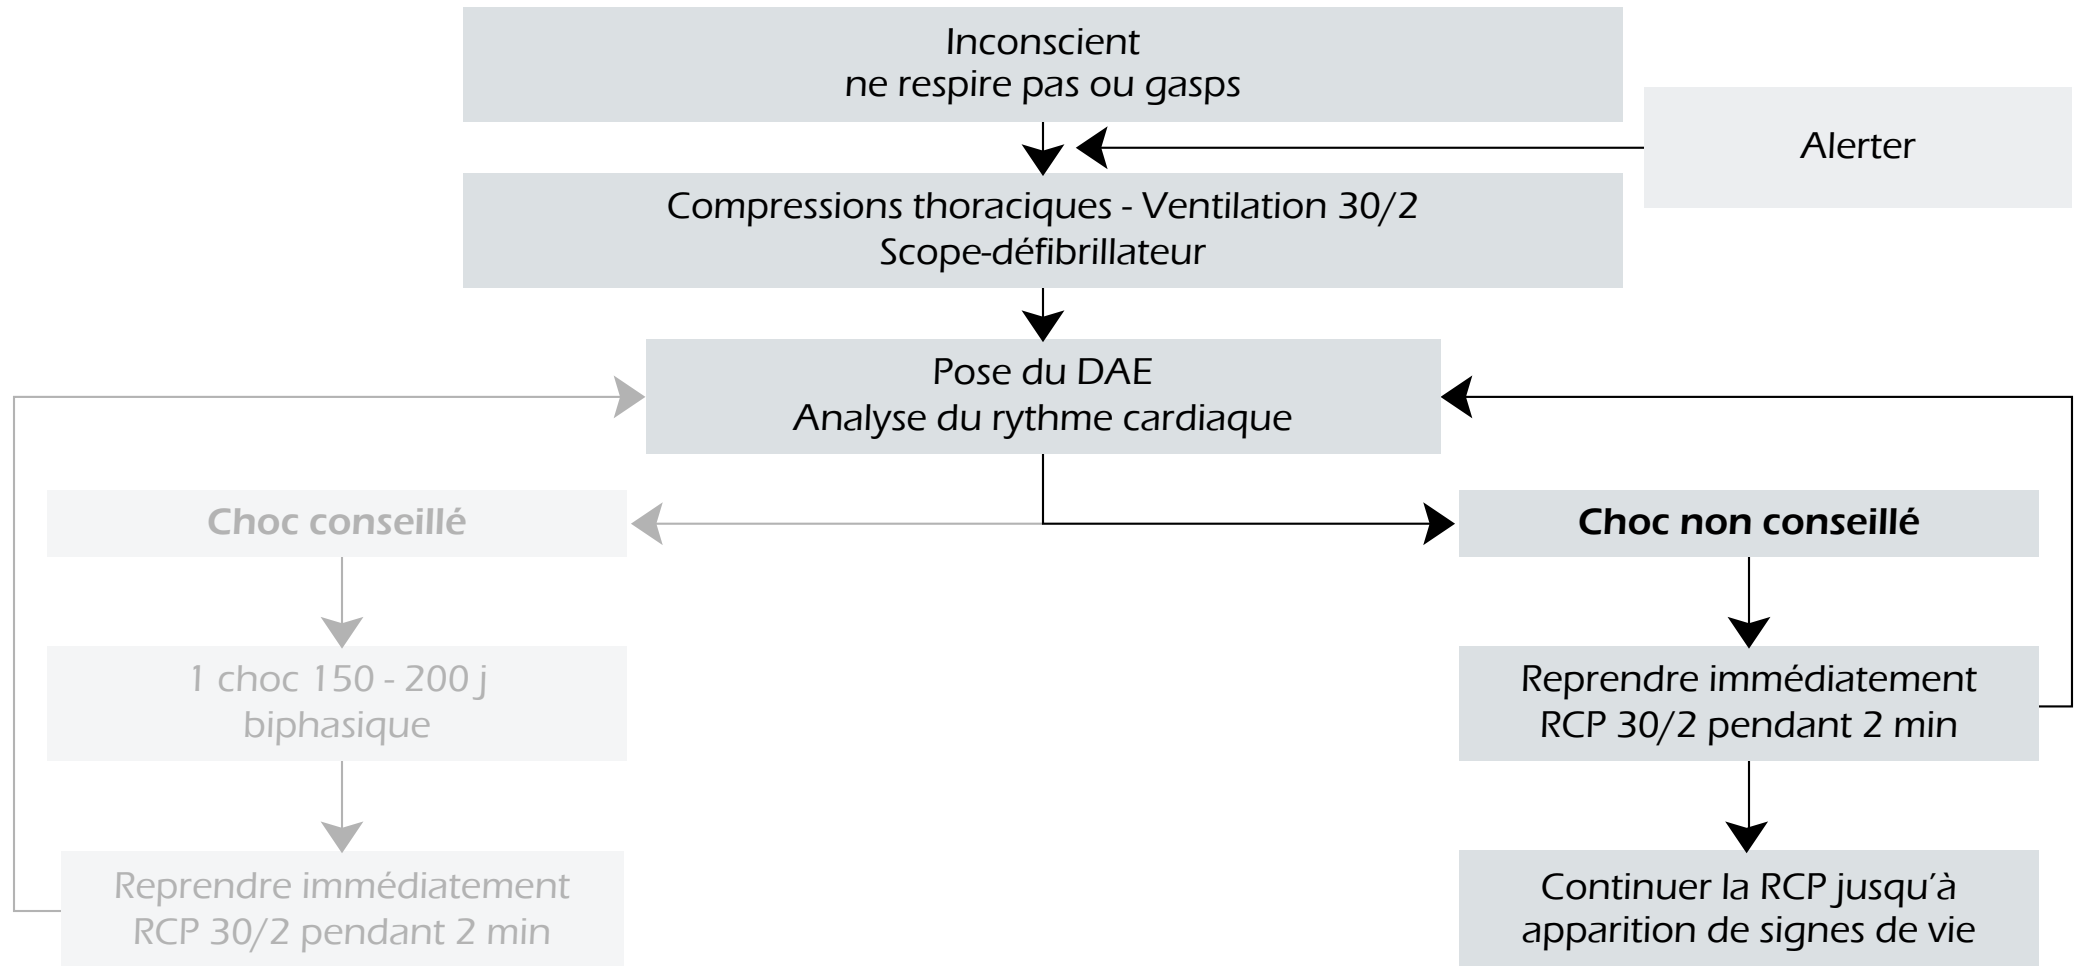 Inconscient
ne respire pas ou gasps
Alerter
Compressions thoraciques - Ventilation 30/2
Scope-défibrillateur
Pose du DAE
Analyse du rythme cardiaque
Choc conseillé
Choc non conseillé
1 choc 150 - 200 j
biphasique
Reprendre immédiatement
RCP 30/2 pendant 2 min
Reprendre immédiatement
RCP 30/2 pendant 2 min
Continuer la RCP jusqu’à
apparition de signes de vie